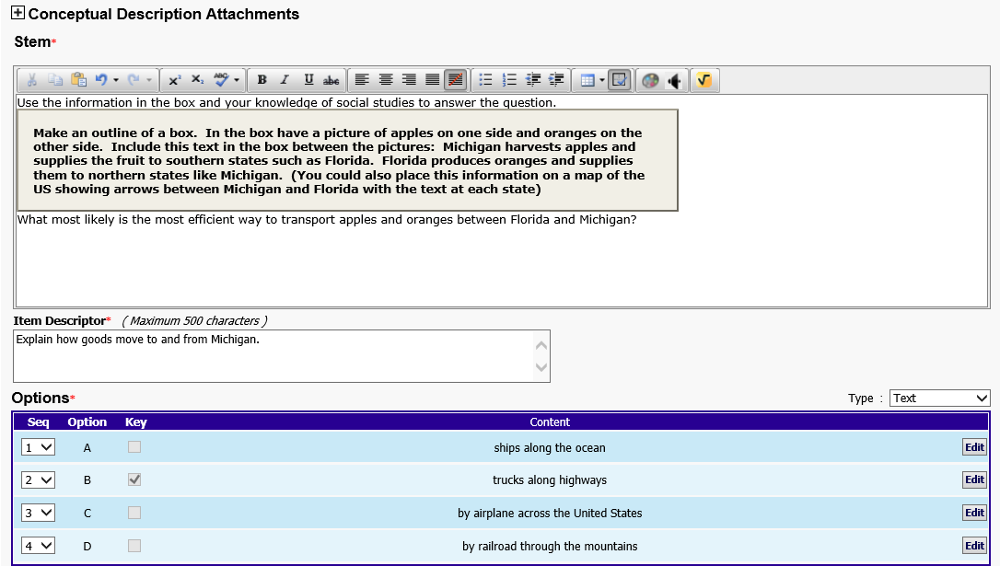 Conceptual Description Attachments
Stem*
B I U abc
Use the information in the box and your knowledge of social studies to answer the question.
Make an outline of a box.  In the box have a picture of apples on one side and oranges on the
other side.  Include this text in the box between the pictures:  Michigan harvests apples and
supplies the fruit to southern states such as Florida.  Florida produces oranges and supplies
them to northern states like Michigan.  (You could also place this information on a map of the
US showing arrows between Michigan and Florida with the text at each state)
What most likely is the most efficient way to transport apples and oranges between Florida and Michigan?
Item Descriptor* ( Maximum 500 characters )
Explain how goods move to and from Michigan.
Options* Type : Text
Seq Option Key Content
1 A ships along the ocean Edit
2 B trucks along highways Edit
3 C by airplane across the United States Edit
4 D by railroad through the mountains Edit